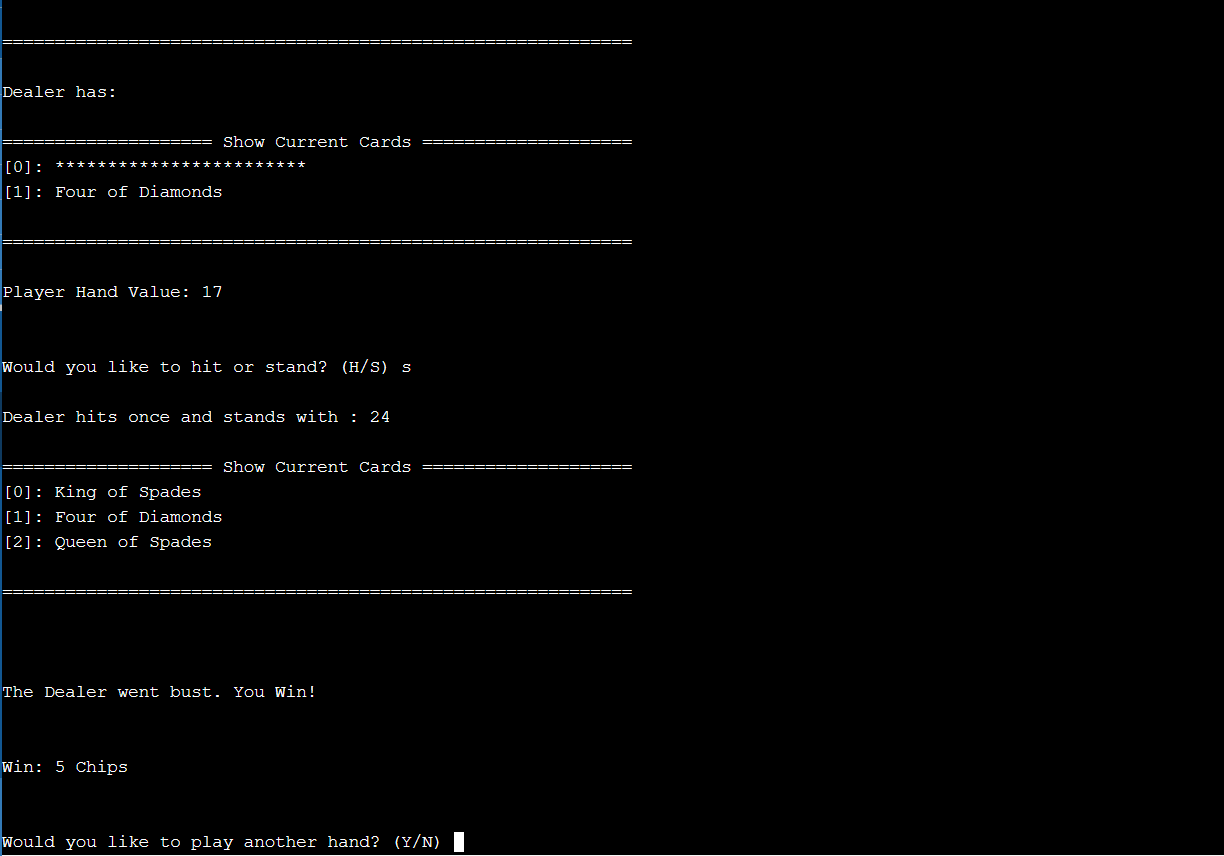 ============================================================
Dealer has:
==================== Show Current Cards ====================
[0]: ************************
[1]: Four of Diamonds
============================================================
Player Hand Value: 17
Would you like to hit or stand? (H/S) s
Dealer hits once and stands with : 24
==================== Show Current Cards ====================
[0]: King of Spades
[1]: Four of Diamonds
[2]: Queen of Spades
============================================================
The Dealer went bust. You Win!
Win: 5 Chips
Would you like to play another hand? (Y/N)